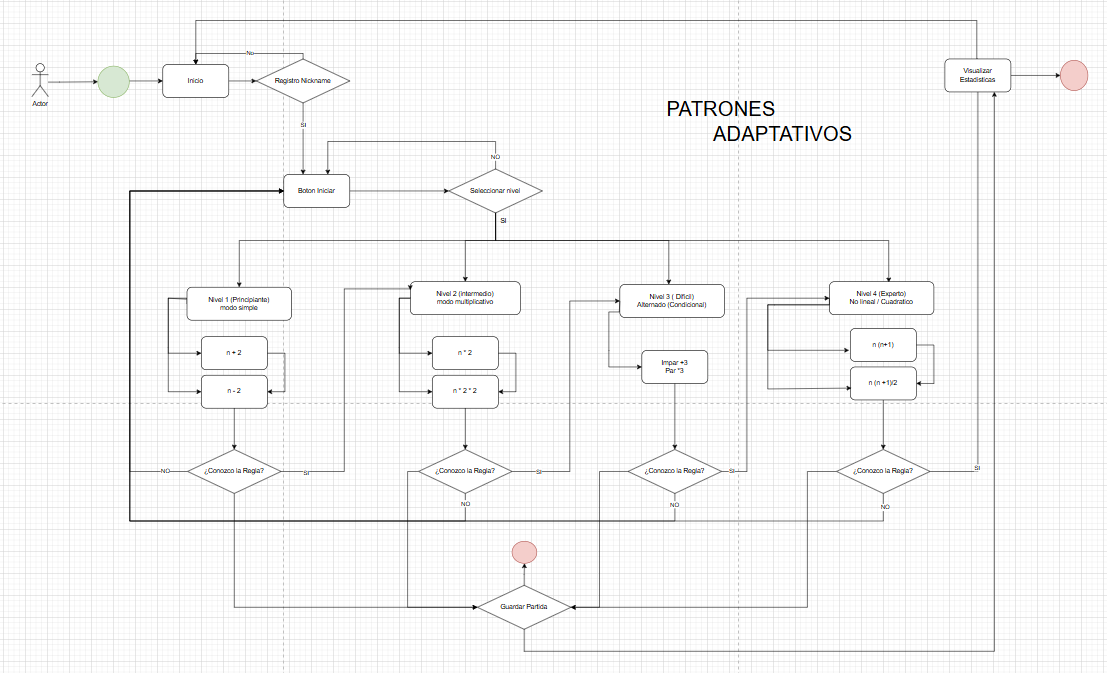 Actor
Inicio
No
Registro Nickname
SI
Visualizar
Estadisticas
PATRONES
ADAPTATIVOS
NO
Boton Iniciar
Seleccionar nivel
SI
Nivel 1 (Principiante)
modo simple
n + 2
n - 2
Nivel 2 (intermedio)
modo multiplicativo
n * 2
n * 2 * 2
Nivel 3 ( Dificil)
Alternado (Condicional)
Impar +3
Par *3
Nivel 4 (Experto)
No lineal / Cuadratico
n (n+1)
n (n +1)/2
NO
¿Conozco la Regla?
SI
¿Conozco la Regla?
SI
NO
¿Conozco la Regla?
SI
NO
¿Conozco la Regla?
SI
NO
Guardar Partida